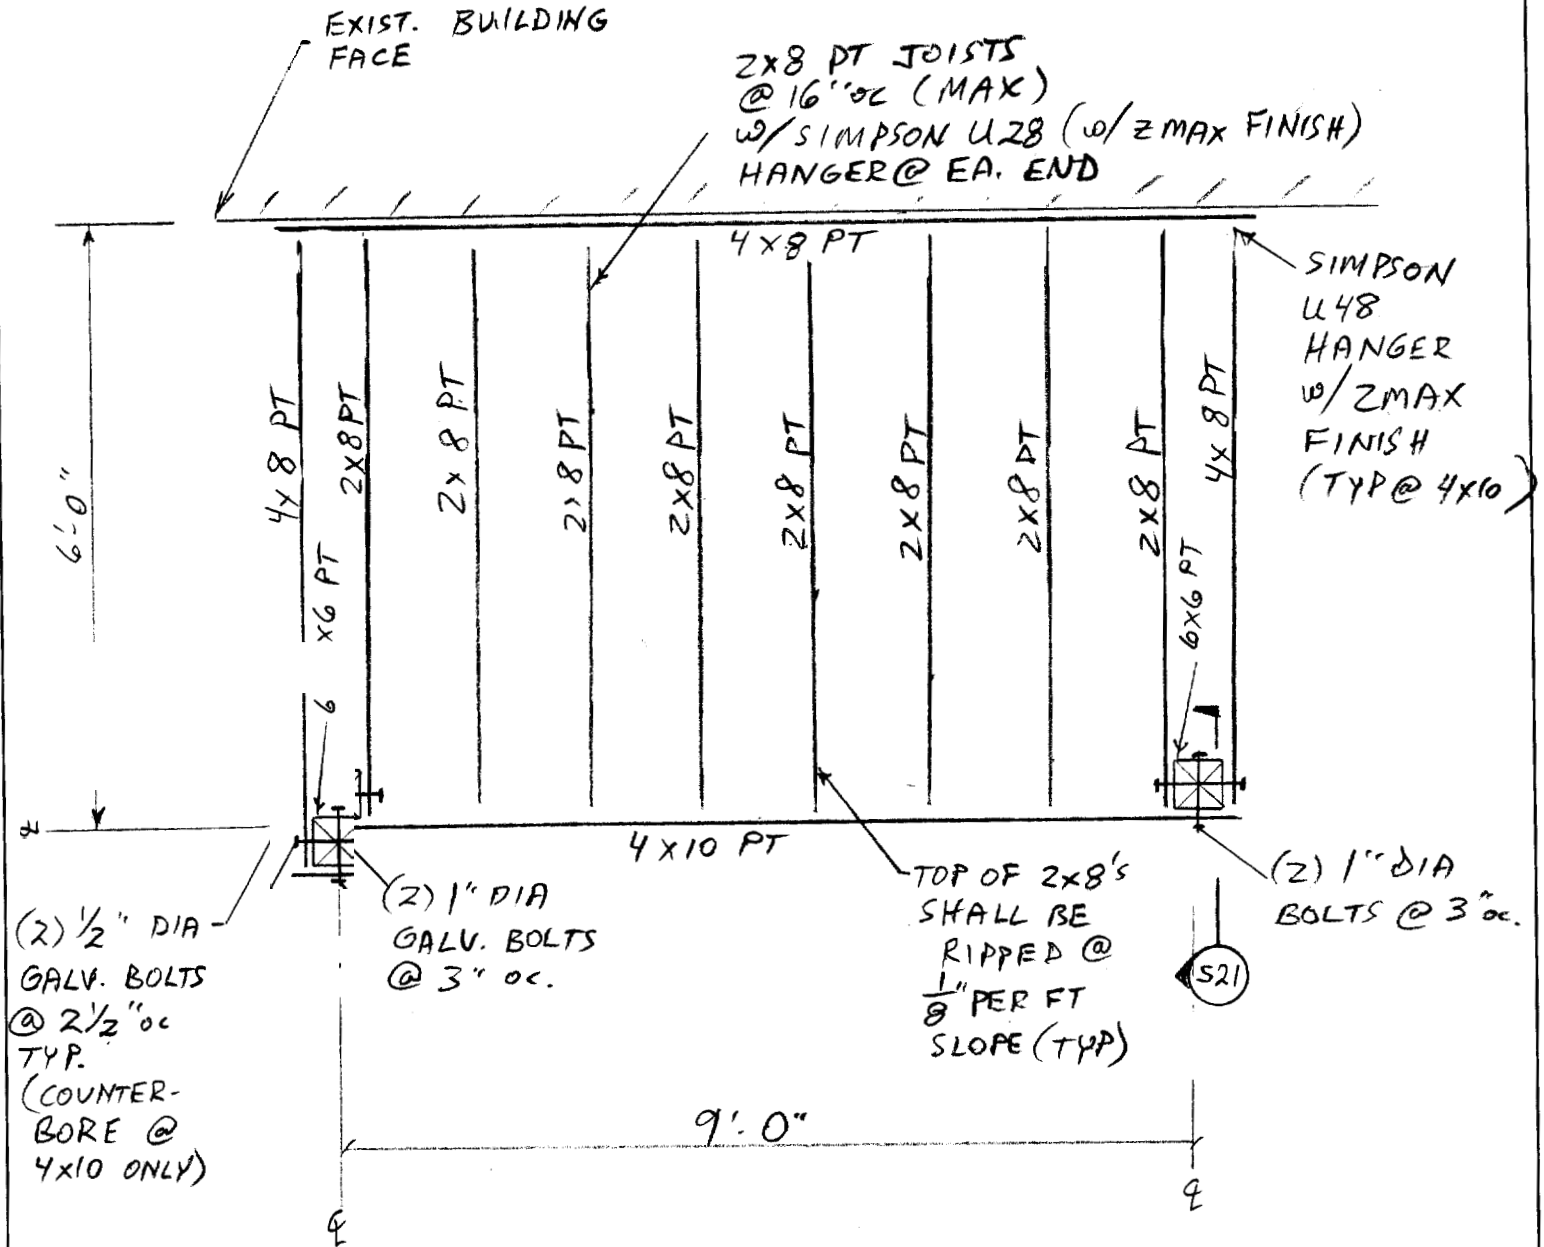 EXIST. BUILDING
FACE
2x8 PT JOISTS
@ 16" oc (MAX)
w/ SIMPSON U28 (w/ ZMAX FINISH)
HANGER @ EA. END
4x8 PT
SIMPSON
U48
HANGER
w/ ZMAX
FINISH
(TYP @ 4x10)
6'-0"
4x8 PT
2x8 PT
2x8 PT
2x8 PT
2x8 PT
2x8 PT
2x8 PT
2x8 PT
2x8 PT
4x8 PT
6 x6 PT
6x6 PT
4x10 PT
(2) 1/2" DIA
GALV. BOLTS
@ 2 1/2" oc
TYP.
(COUNTER-
BORE @
4x10 ONLY)
(2) 1" DIA
GALV. BOLTS
@ 3" oc.
TOP OF 2x8's
SHALL BE
RIPPED @
1/8" PER FT
SLOPE (TYP)
(2) 1" DIA
BOLTS @ 3" oc.
S21
9'-0"
℄
℄
℄